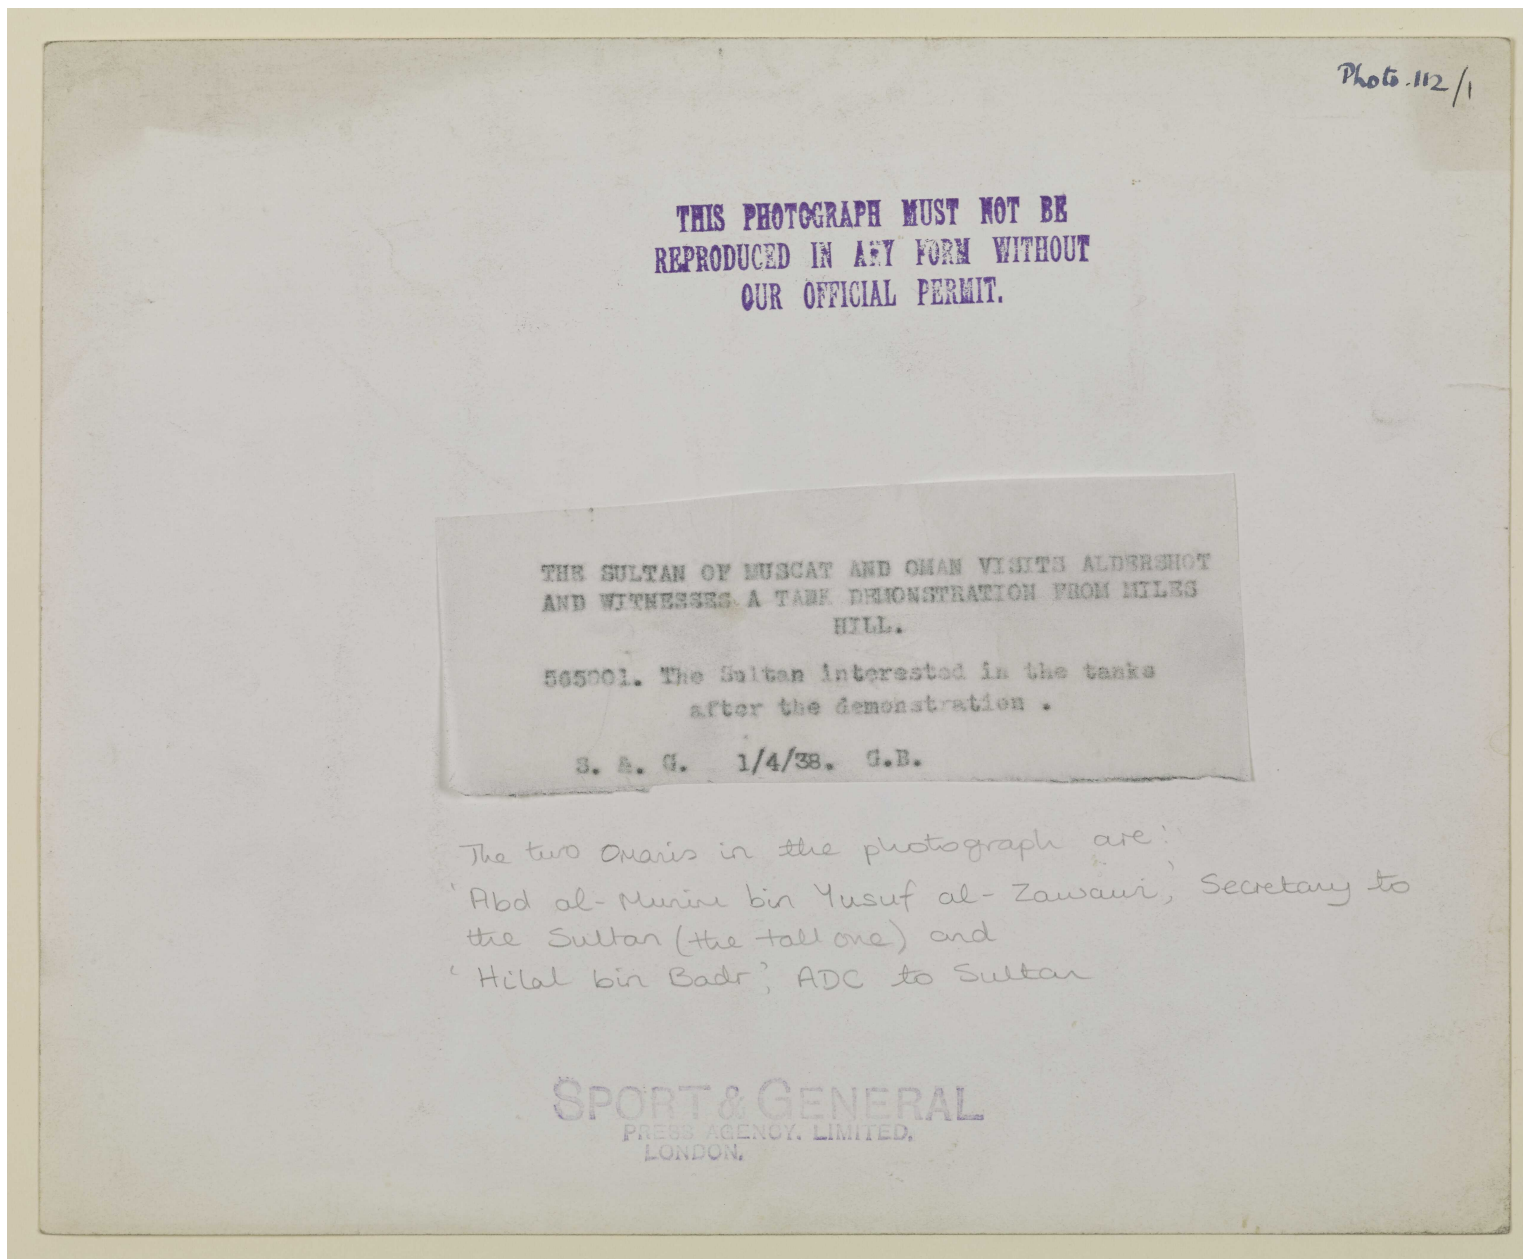 Photo.112/1
THIS PHOTOGRAPH MUST NOT BE
REPRODUCED IN ANY FORM WITHOUT
OUR OFFICIAL PERMIT.
THE SULTAN OF MUSCAT AND OMAN VISITS ALDERSHOT
AND WITNESSES A TANK DEMONSTRATION FROM MILES
HILL.
565001. The Sultan interested in the tanks
after the demonstration .
S. &. G. 1/4/38. G.B.
The two Omanis in the photograph are:
'Abd al-Munim bin Yusuf al-Zawawi,' Secretary to
the Sultan (the tall one) and
'Hilal bin Badr,' ADC to Sultan
SPORT & GENERAL
PRESS AGENCY. LIMITED,
LONDON.